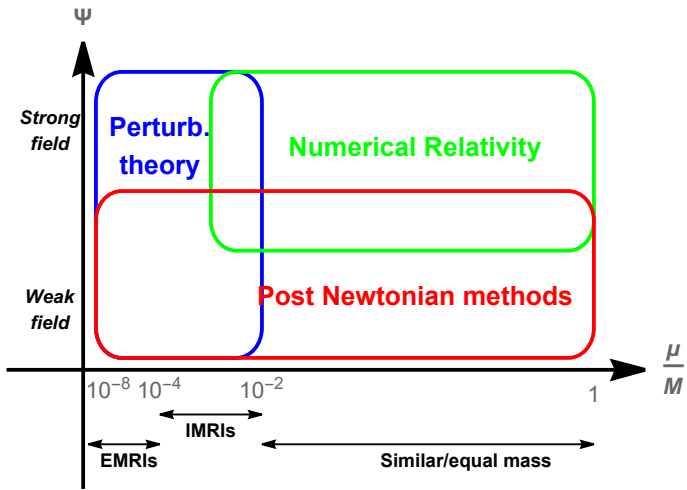 Ψ
Strong
field
Perturb.
theory
Numerical Relativity
Weak
field
Post Newtonian methods
10⁻⁸
10⁻⁴
10⁻²
1
μ
M
IMRIs
EMRIs
Similar/equal mass